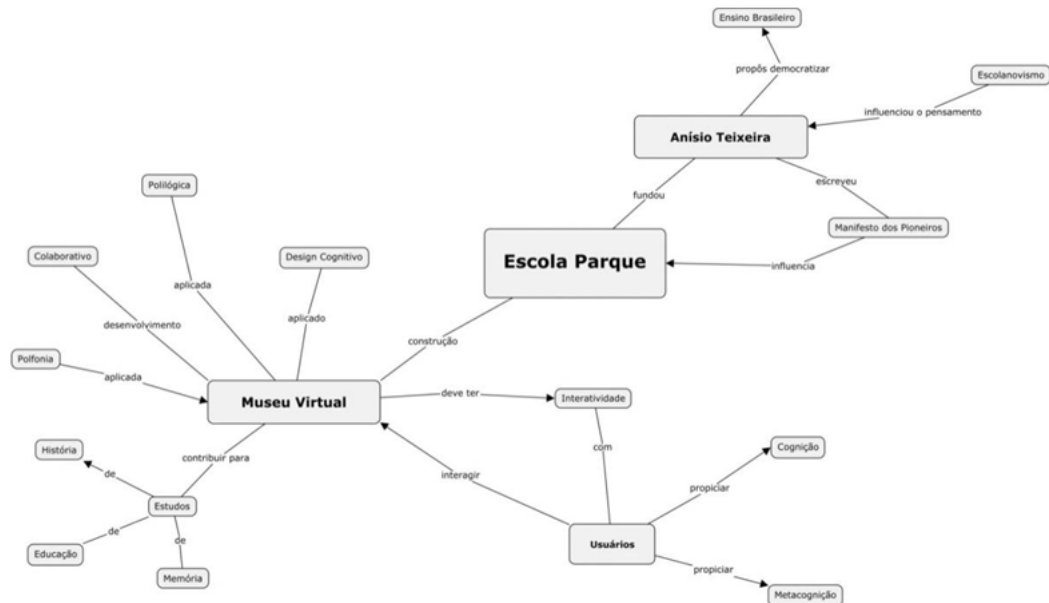 Ensino Brasileiro
propôs democratizar
Escolanovismo
influenciou o pensamento
Anísio Teixeira
escreveu
fundou
Manifesto dos Pioneiros
influencia
Escola Parque
construção
Polilógica
Colaborativo
Design Cognitivo
aplicada
aplicado
desenvolvimento
Polfonia
aplicada
Museu Virtual
deve ter
Interatividade
com
interagir
contribuir para
História
de
Estudos
de
de
Educação
Memória
Usuários
propiciar
Cognição
propiciar
Metacognição